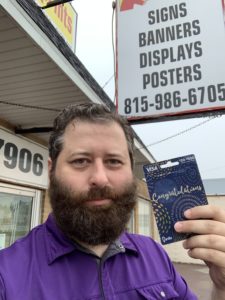 SIGNS
BANNERS
DISPLAYS
POSTERS
815-986-6705
7906
VISA
Congratulations